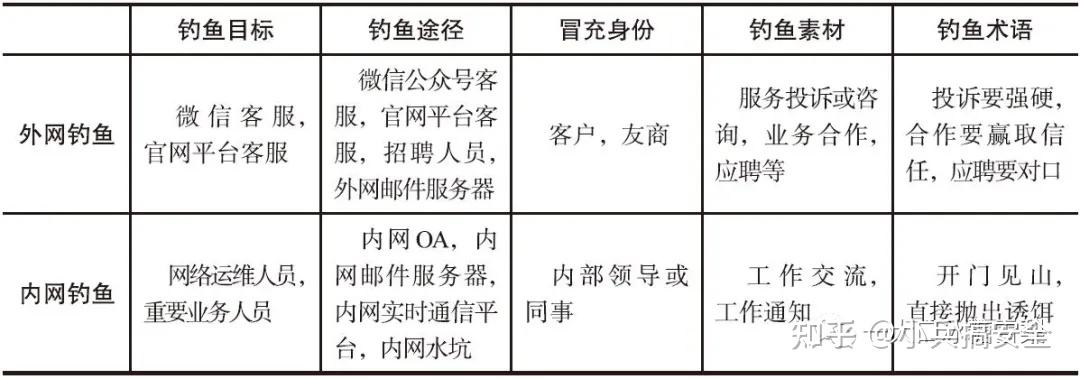 钓鱼目标 钓鱼途径 冒充身份 钓鱼素材 钓鱼术语
外网钓鱼
微信客服，
官网平台客服
微信公众号客
服，官网平台客
服，招聘人员，
外网邮件服务器
客户，友商
服务投诉或咨
询，业务合作，
应聘等
投诉要强硬，
合作要赢取信
任，应聘要对口
内网钓鱼
网络运维人员，
重要业务人员
内网OA，内
网邮件服务器，
内网实时通信平
台，内网水坑
内部领导或
同事
工作交流，
工作通知
开门见山，
直接抛出诱饵
知乎 @小兵搞安全